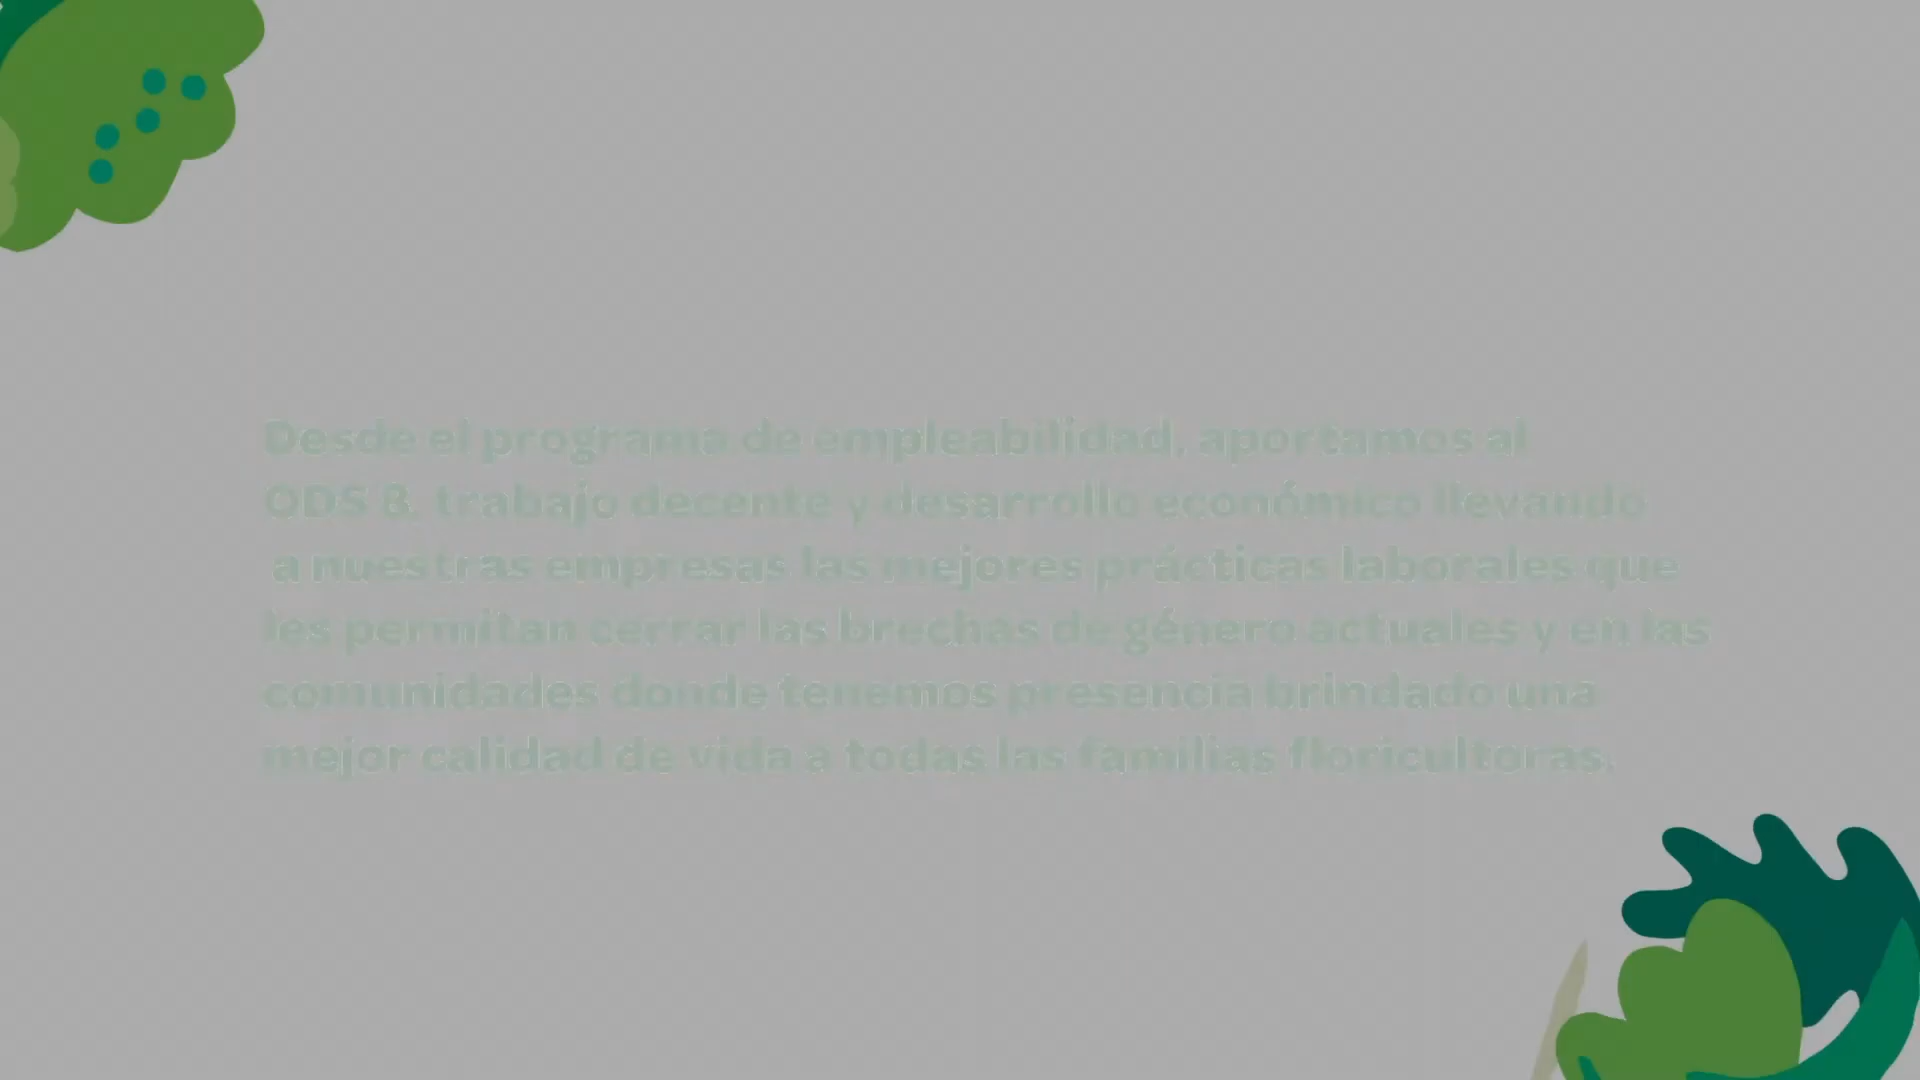 Desde el programa de empleabilidad, aportamos al
ODS 8, trabajo decente y desarrollo económico llevando
a nuestras empresas las mejores prácticas laborales que
les permitan cerrar las brechas de género actuales y en las
comunidades donde tenemos presencia brindado una
mejor calidad de vida a todas las familias floricultoras.